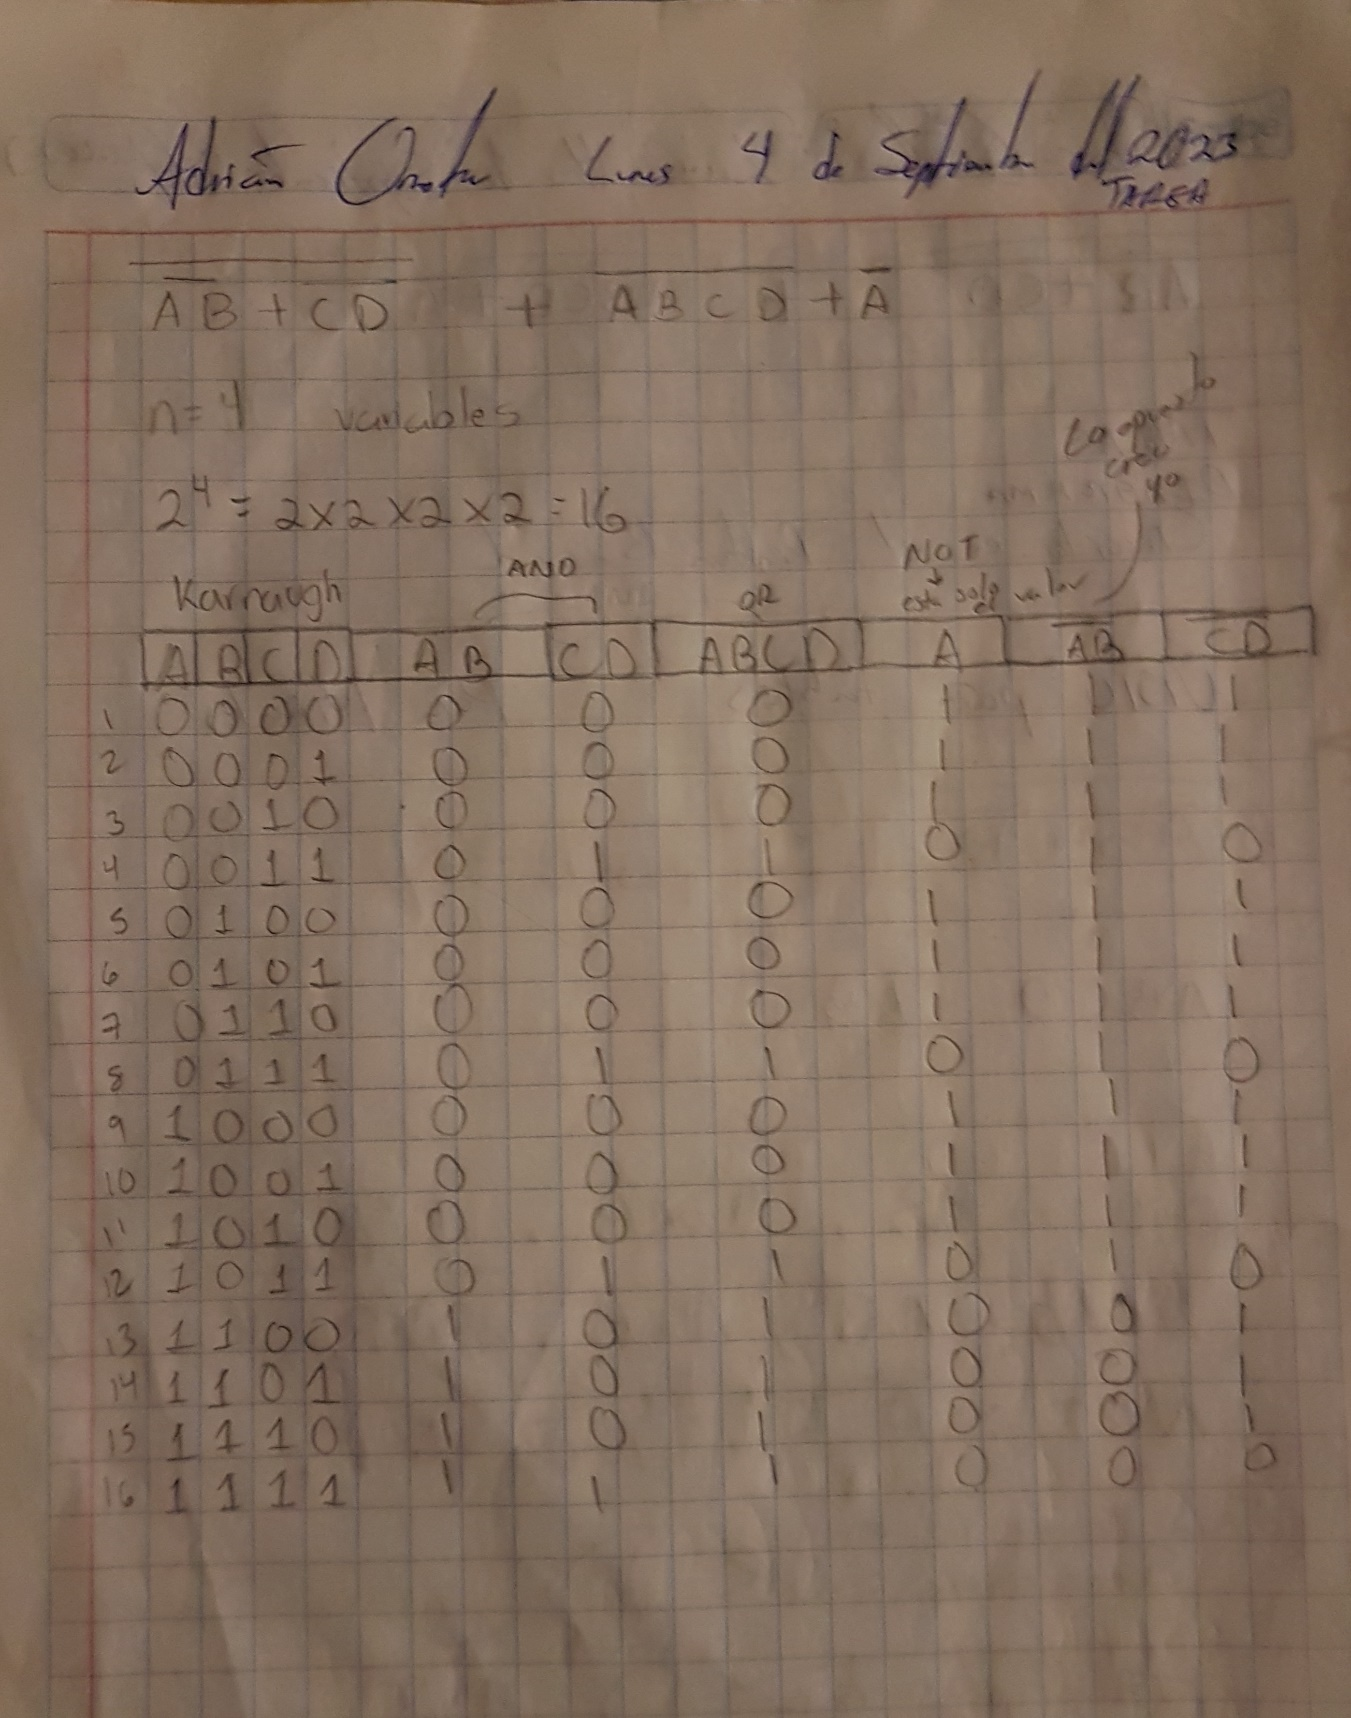 Adrián Lunes 4 de Septiembre del 2023
TAREA
A̅B̅ + C̅D̅ + A̅B̅C̅D̅ + A̅
n=4 variables
2⁴ = 2x2x2x2 = 16
Lo opuesto
creo
yo
NOT
AND
Karnaugh OR este solo el valor
A B C D AB CD ABCD A A̅B̅ C̅D̅
1 0 0 0 0 0 0 0 1 1 1
2 0 0 0 1 0 0 0 1 1 1
3 0 0 1 0 0 0 0 1 1 1
4 0 0 1 1 0 1 1 0 1 0
5 0 1 0 0 0 0 0 1 1 1
6 0 1 0 1 0 0 0 1 1 1
7 0 1 1 0 0 0 0 1 1 1
8 0 1 1 1 0 1 1 0 1 0
9 1 0 0 0 0 0 0 1 1 1
10 1 0 0 1 0 0 0 1 1 1
11 1 0 1 0 0 0 0 1 1 1
12 1 0 1 1 0 1 1 0 1 0
13 1 1 0 0 1 0 1 0 0 1
14 1 1 0 1 1 0 1 0 0 1
15 1 1 1 0 1 0 1 0 0 1
16 1 1 1 1 1 1 1 0 0 0